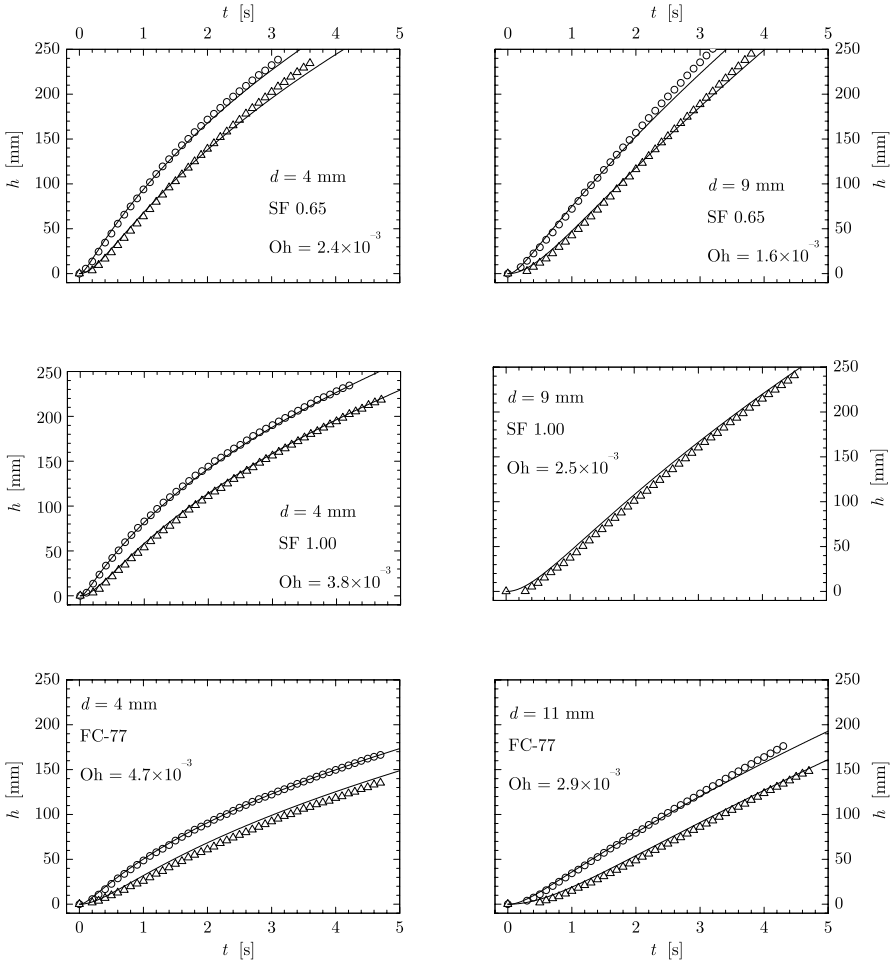 t [s]
t [s]
0 1 2 3 4 5
0 1 2 3 4 5
250
200
150
100
50
0
h [mm]
d = 4 mm
SF 0.65
Oh = 2.4×10⁻³
d = 9 mm
SF 0.65
Oh = 1.6×10⁻³
250
200
150
100
50
0
h [mm]
250
200
150
100
50
0
h [mm]
d = 4 mm
SF 1.00
Oh = 3.8×10⁻³
d = 9 mm
SF 1.00
Oh = 2.5×10⁻³
250
200
150
100
50
0
h [mm]
250
200
150
100
50
0
h [mm]
d = 4 mm
FC-77
Oh = 4.7×10⁻³
d = 11 mm
FC-77
Oh = 2.9×10⁻³
250
200
150
100
50
0
h [mm]
0 1 2 3 4 5
0 1 2 3 4 5
t [s]
t [s]